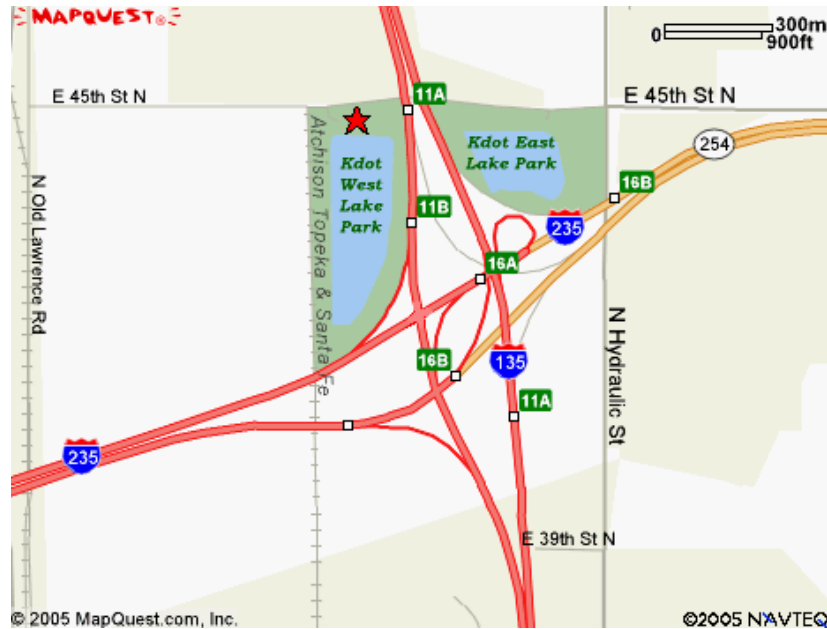 MAPQUEST®
300m
0
900ft
E 45th St N
11A
E 45th St N
254
Kdot East
Lake Park
Kdot
West
Lake
Park
Atchison Topeka & Santa Fe
N Old Lawrence Rd
11B
16B
235
16A
N Hydraulic St
16B
135
11A
235
E 39th St N
© 2005 MapQuest.com, Inc.
©2005 NAVTEQ